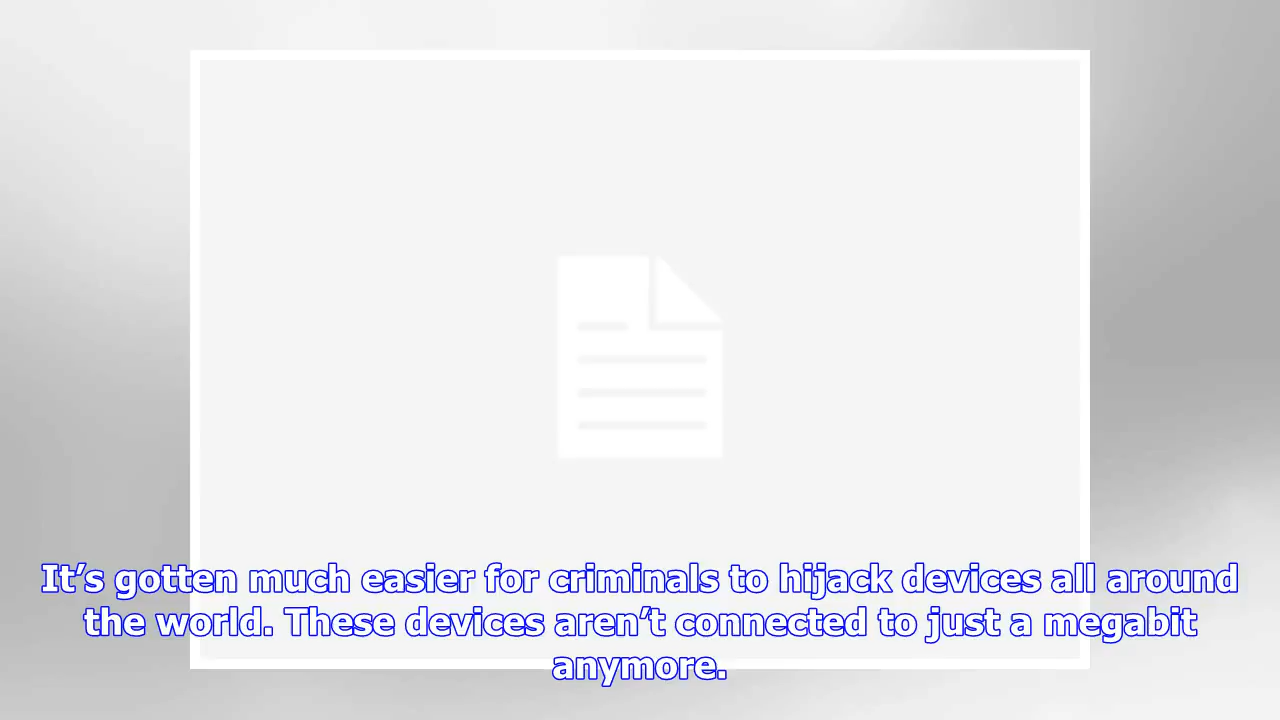 It’s gotten much easier for criminals to hijack devices all around
the world. These devices aren’t connected to just a megabit
anymore.